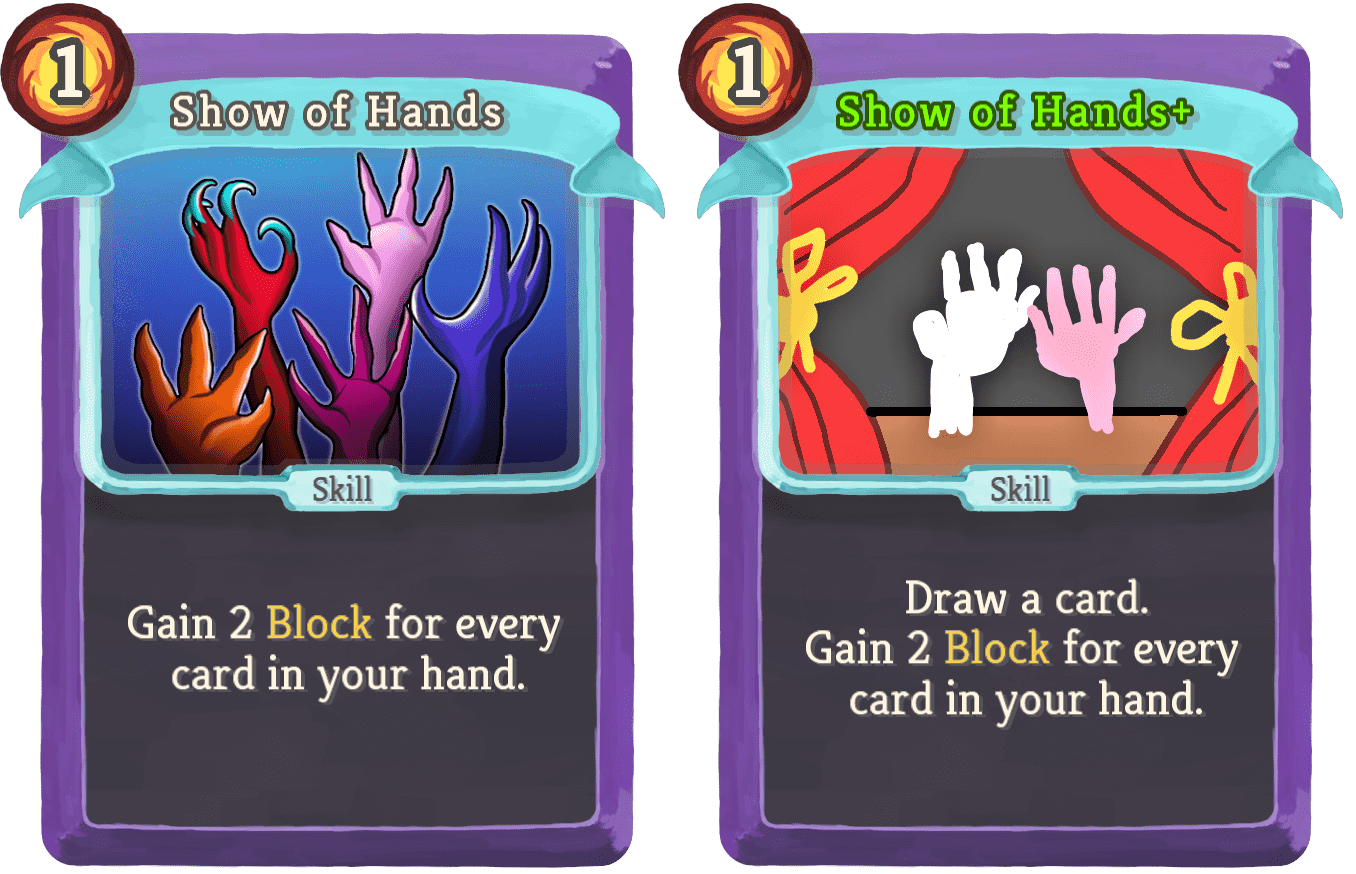 1
Show of Hands
Skill
Gain 2 Block for every
card in your hand.
1
Show of Hands+
Skill
Draw a card.
Gain 2 Block for every
card in your hand.